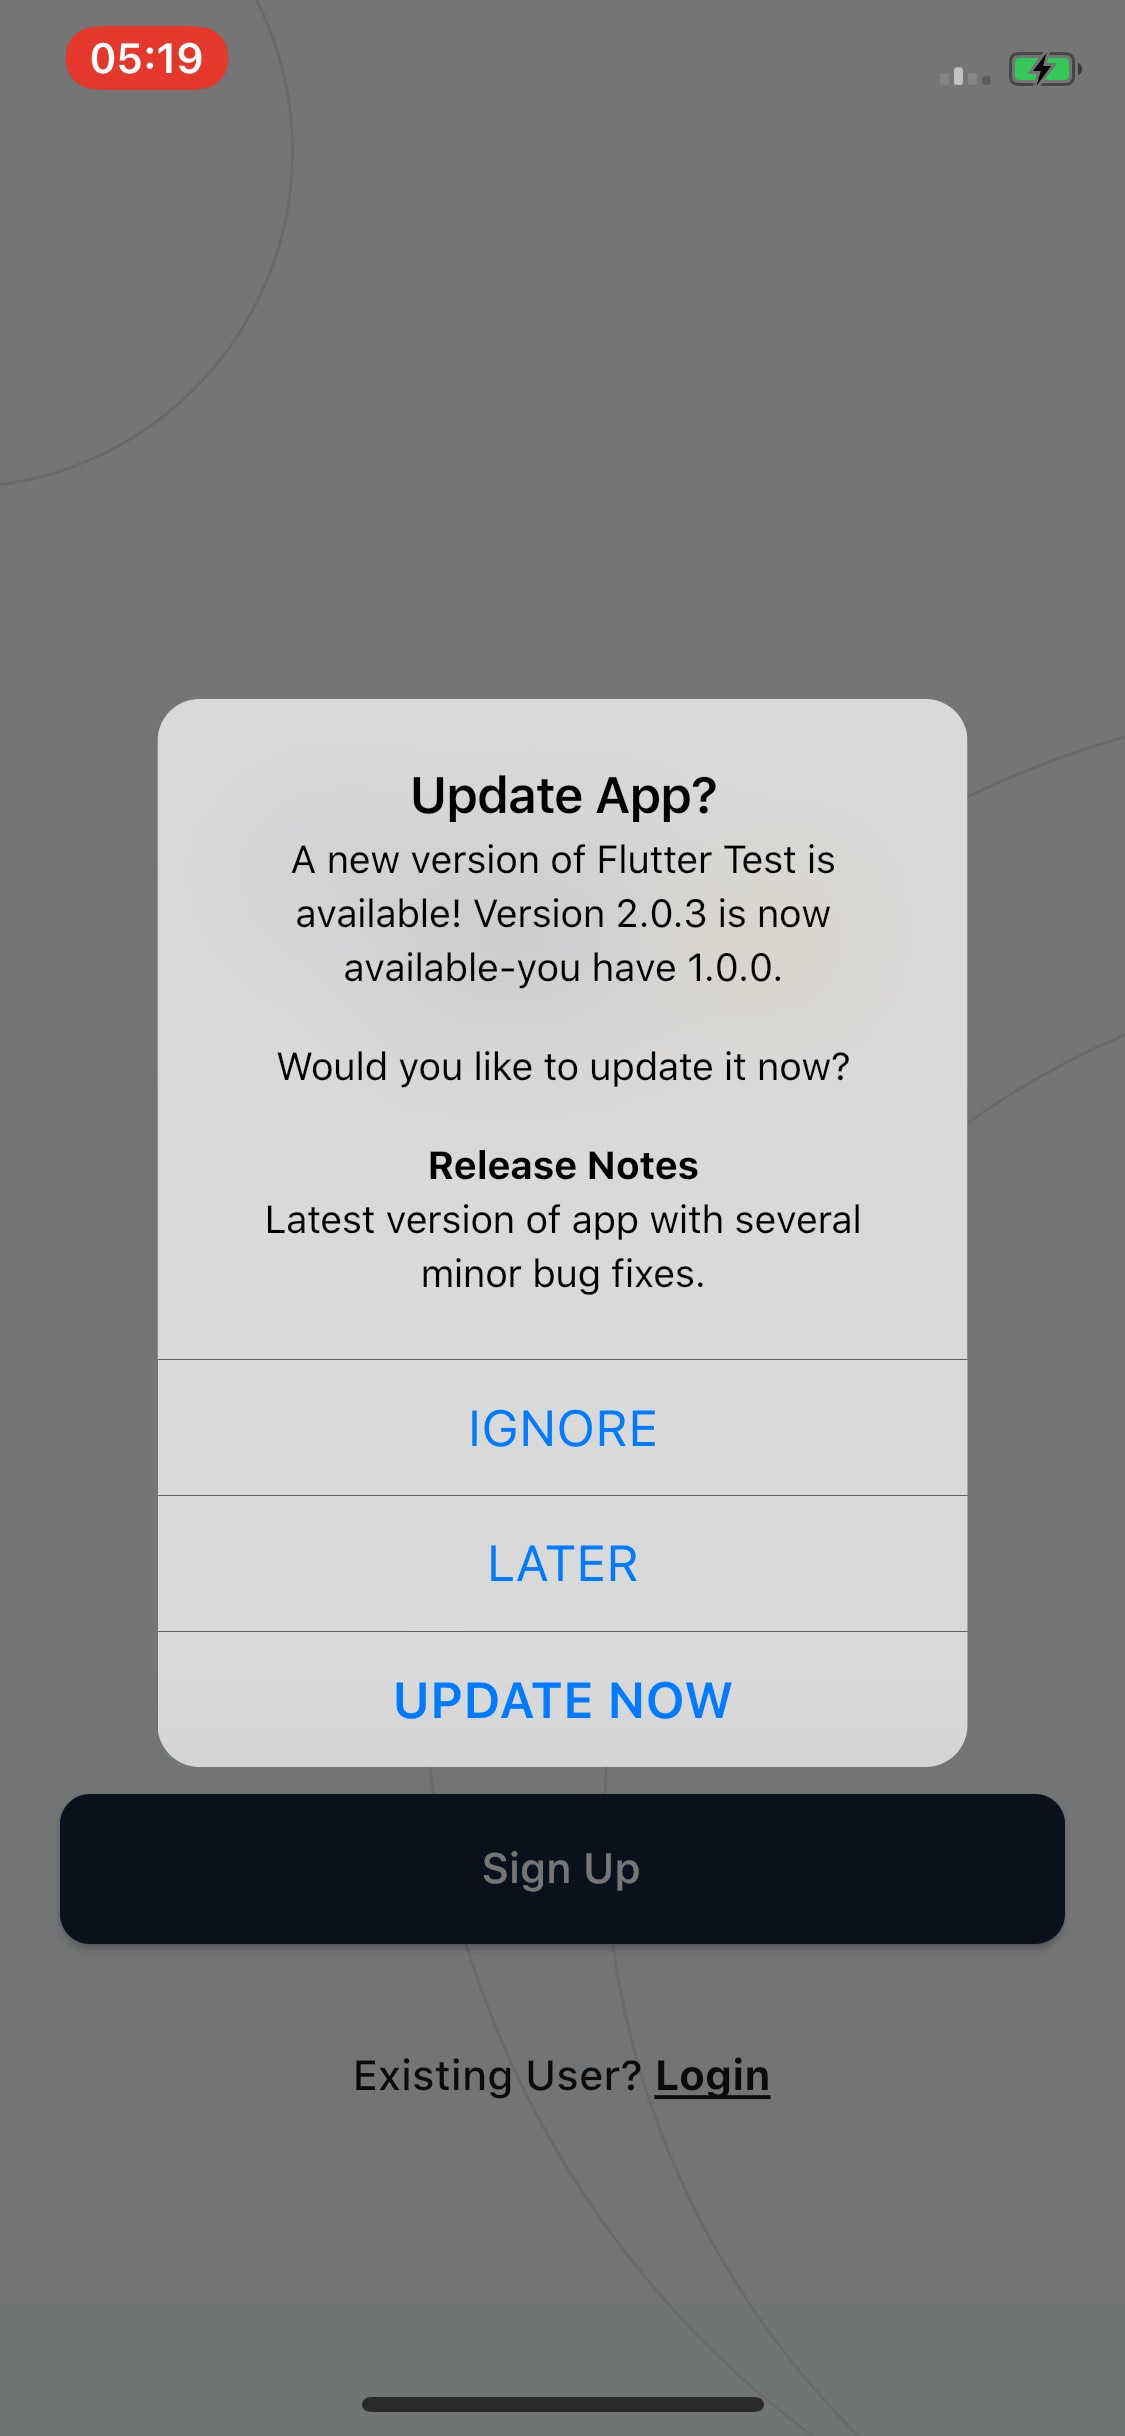 05:19
Update App?
A new version of Flutter Test is
available! Version 2.0.3 is now
available-you have 1.0.0.
Would you like to update it now?
Release Notes
Latest version of app with several
minor bug fixes.
IGNORE
LATER
UPDATE NOW
Sign Up
Existing User? Login